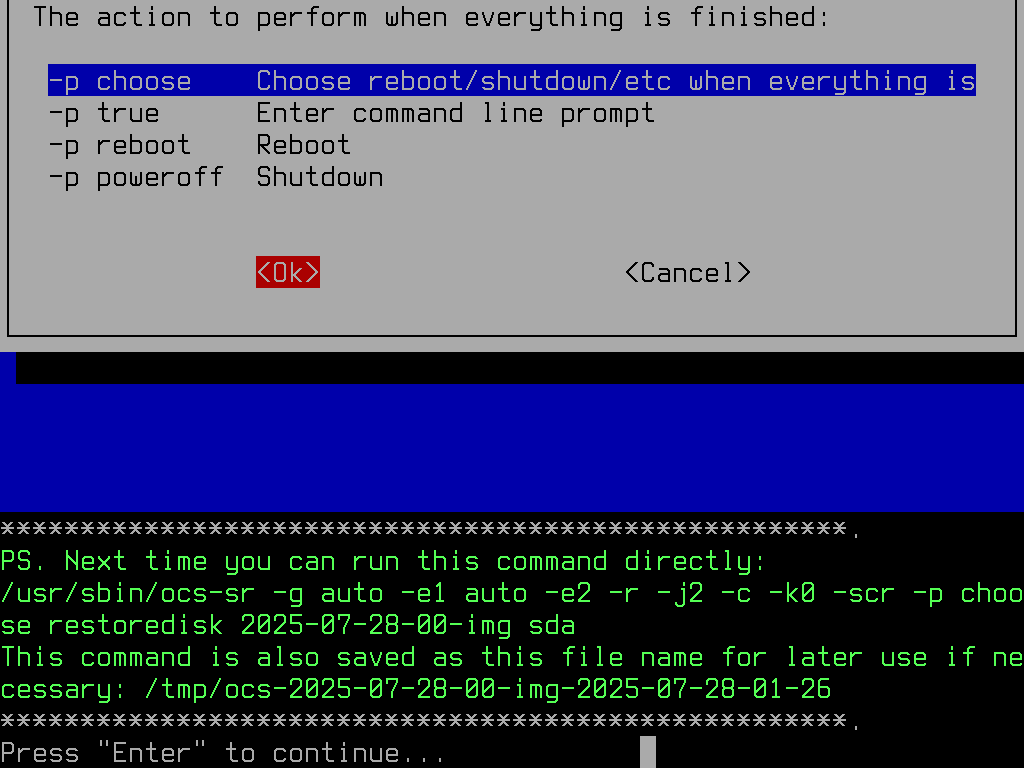 The action to perform when everything is finished:
-p choose    Choose reboot/shutdown/etc when everything is
-p true      Enter command line prompt
-p reboot    Reboot
-p poweroff  Shutdown
<Ok>                   <Cancel>
*****************************************************.
PS. Next time you can run this command directly:
/usr/sbin/ocs-sr -g auto -e1 auto -e2 -r -j2 -c -k0 -scr -p choo
se restoredisk 2025-07-28-00-img sda
This command is also saved as this file name for later use if ne
cessary: /tmp/ocs-2025-07-28-00-img-2025-07-28-01-26
*****************************************************.
Press "Enter" to continue...